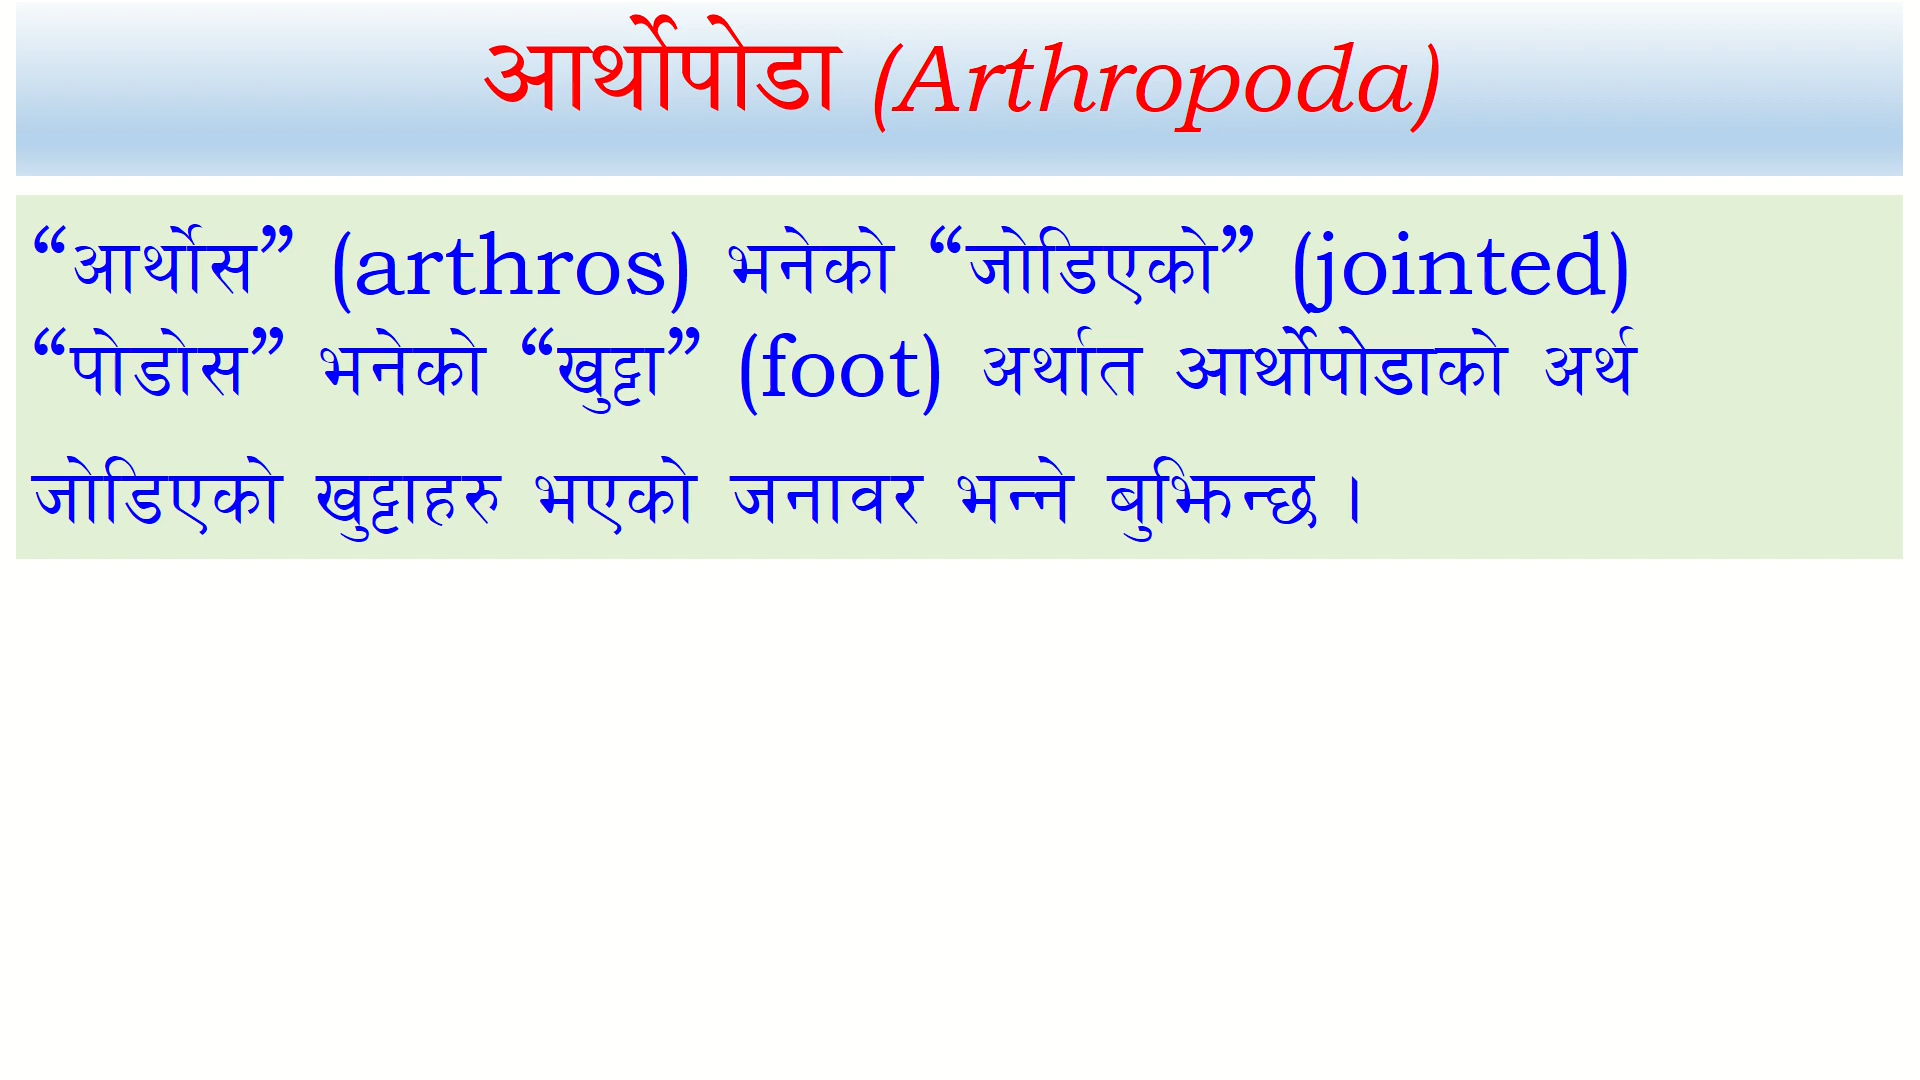 आर्थोपोडा (Arthropoda)
“आर्थोस” (arthros) भनेको “जोडिएको” (jointed)
“पोडोस” भनेको “खुट्टा” (foot) अर्थात आर्थोपोडाको अर्थ
जोडिएको खुट्टाहरु भएको जनावर भन्ने बुझिन्छ ।